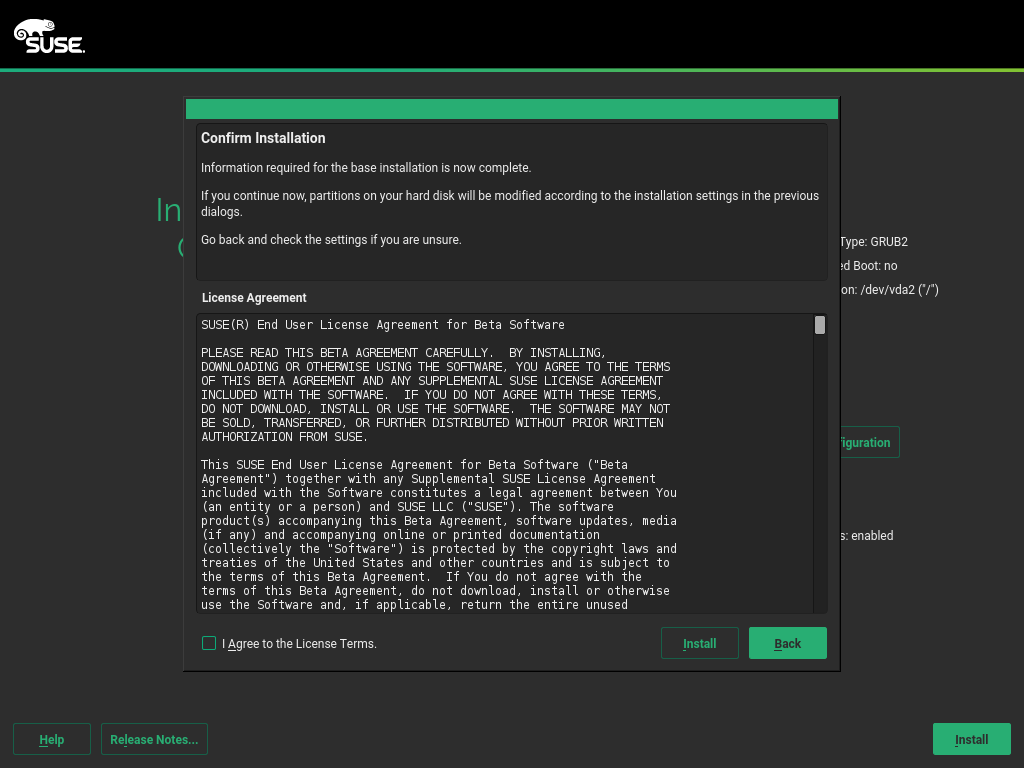 SUSE.
Confirm Installation
Information required for the base installation is now complete.
If you continue now, partitions on your hard disk will be modified according to the installation settings in the previous
dialogs.
Go back and check the settings if you are unsure.
In
Type: GRUB2
ed Boot: no
on: /dev/vda2 ("/")
License Agreement
SUSE(R) End User License Agreement for Beta Software
PLEASE READ THIS BETA AGREEMENT CAREFULLY.  BY INSTALLING,
DOWNLOADING OR OTHERWISE USING THE SOFTWARE, YOU AGREE TO THE TERMS
OF THIS BETA AGREEMENT AND ANY SUPPLEMENTAL SUSE LICENSE AGREEMENT
INCLUDED WITH THE SOFTWARE.  IF YOU DO NOT AGREE WITH THESE TERMS,
DO NOT DOWNLOAD, INSTALL OR USE THE SOFTWARE.  THE SOFTWARE MAY NOT
BE SOLD, TRANSFERRED, OR FURTHER DISTRIBUTED WITHOUT PRIOR WRITTEN
AUTHORIZATION FROM SUSE.
This SUSE End User License Agreement for Beta Software ("Beta
Agreement") together with any Supplemental SUSE License Agreement
included with the Software constitutes a legal agreement between You
(an entity or a person) and SUSE LLC ("SUSE"). The software
product(s) accompanying this Beta Agreement, software updates, media
(if any) and accompanying online or printed documentation
(collectively the "Software") is protected by the copyright laws and
treaties of the United States and other countries and is subject to
the terms of this Beta Agreement.  If You do not agree with the
terms of this Beta Agreement, do not download, install or otherwise
use the Software and, if applicable, return the entire unused
figuration
s: enabled
I Agree to the License Terms.
Install
Back
Help
Release Notes...
Install